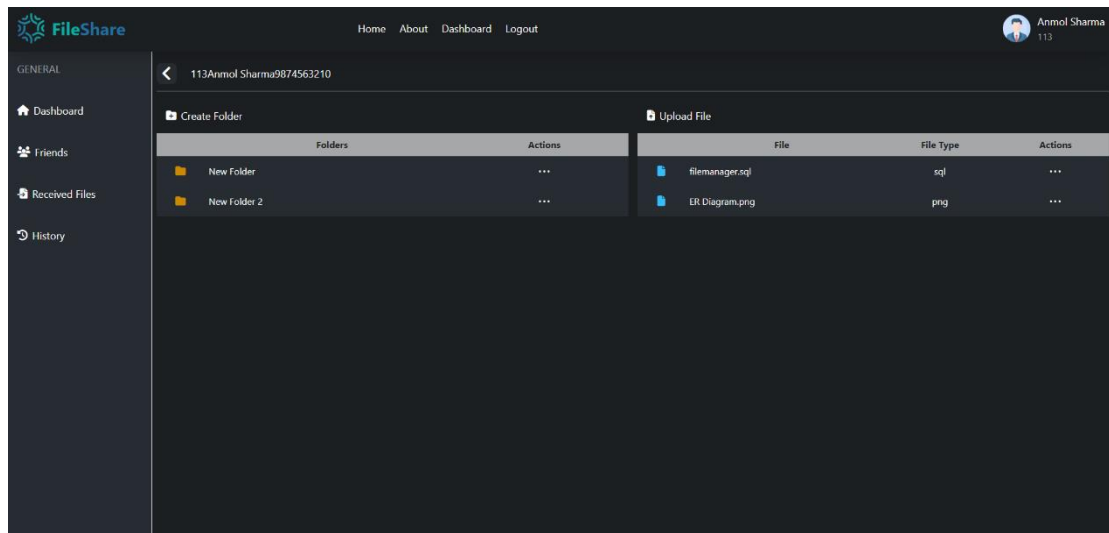 FileShare
Home About Dashboard Logout
Anmol Sharma
113
GENERAL
Dashboard
Friends
Received Files
History
113Anmol Sharma9874563210
Create Folder
Folders Actions
New Folder ...
New Folder 2 ...
Upload File
File File Type Actions
filemanager.sql sql ...
ER Diagram.png png ...